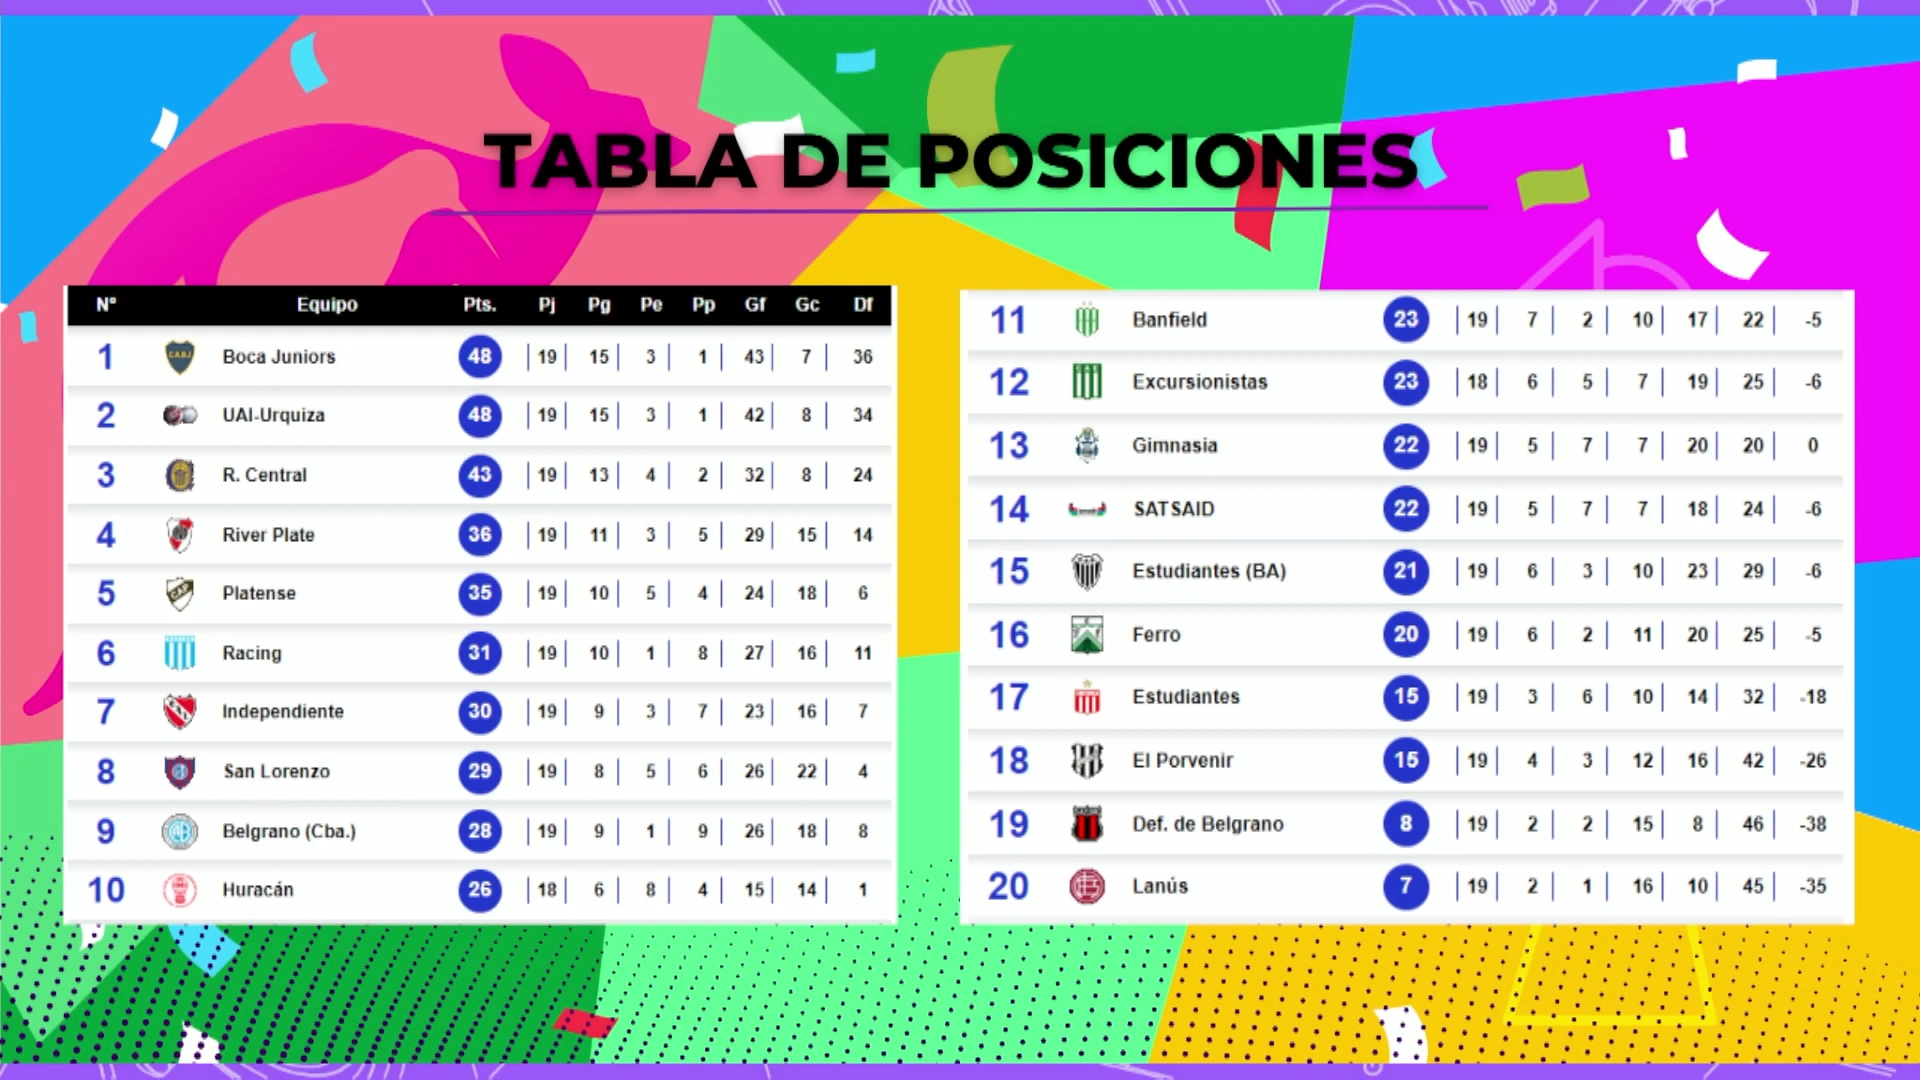 TABLA DE POSICIONES
Nº Equipo Pts. Pj Pg Pe Pp Gf Gc Df
1 Boca Juniors 48 19 15 3 1 43 7 36
2 UAI-Urquiza 48 19 15 3 1 42 8 34
3 R. Central 43 19 13 4 2 32 8 24
4 River Plate 36 19 11 3 5 29 15 14
5 Platense 35 19 10 5 4 24 18 6
6 Racing 31 19 10 1 8 27 16 11
7 Independiente 30 19 9 3 7 23 16 7
8 San Lorenzo 29 19 8 5 6 26 22 4
9 Belgrano (Cba.) 28 19 9 1 9 26 18 8
10 Huracán 26 18 6 8 4 15 14 1
11 Banfield 23 19 7 2 10 17 22 -5
12 Excursionistas 23 18 6 5 7 19 25 -6
13 Gimnasia 22 19 5 7 7 20 20 0
14 SATSAID 22 19 5 7 7 18 24 -6
15 Estudiantes (BA) 21 19 6 3 10 23 29 -6
16 Ferro 20 19 6 2 11 20 25 -5
17 Estudiantes 15 19 3 6 10 14 32 -18
18 El Porvenir 15 19 4 3 12 16 42 -26
19 Def. de Belgrano 8 19 2 2 15 8 46 -38
20 Lanús 7 19 2 1 16 10 45 -35